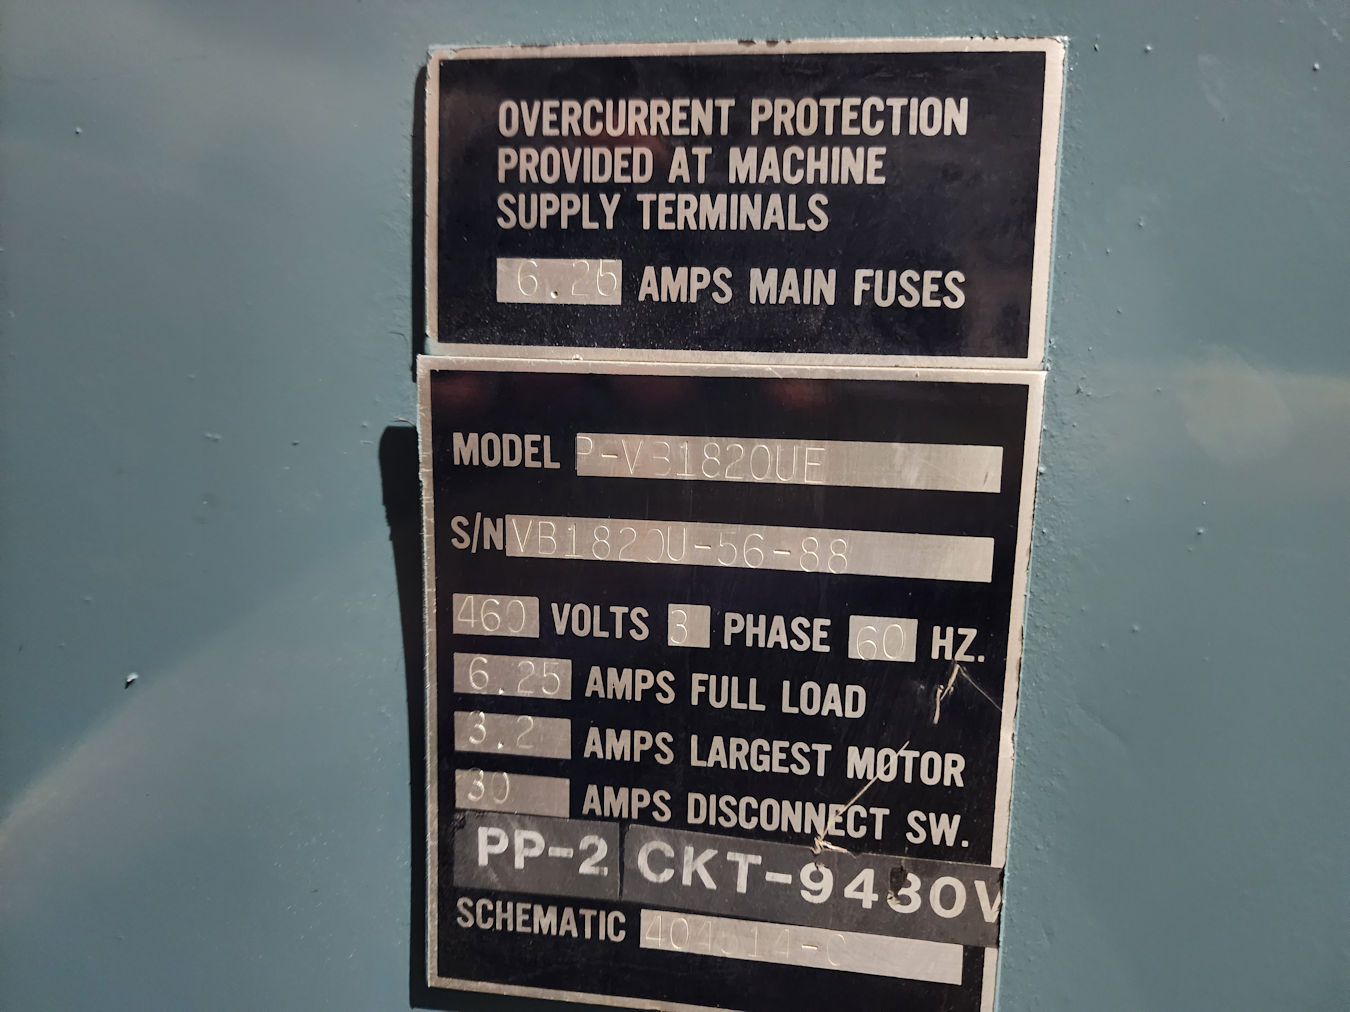 OVERCURRENT PROTECTION
PROVIDED AT MACHINE
SUPPLY TERMINALS
6.25 AMPS MAIN FUSES
MODEL P-VB1820UE
S/N VB1820U-56-88
460 VOLTS 3 PHASE 60 HZ.
6.25 AMPS FULL LOAD
3.2 AMPS LARGEST MOTOR
30 AMPS DISCONNECT SW.
PP-2 CKT-9480V
SCHEMATIC